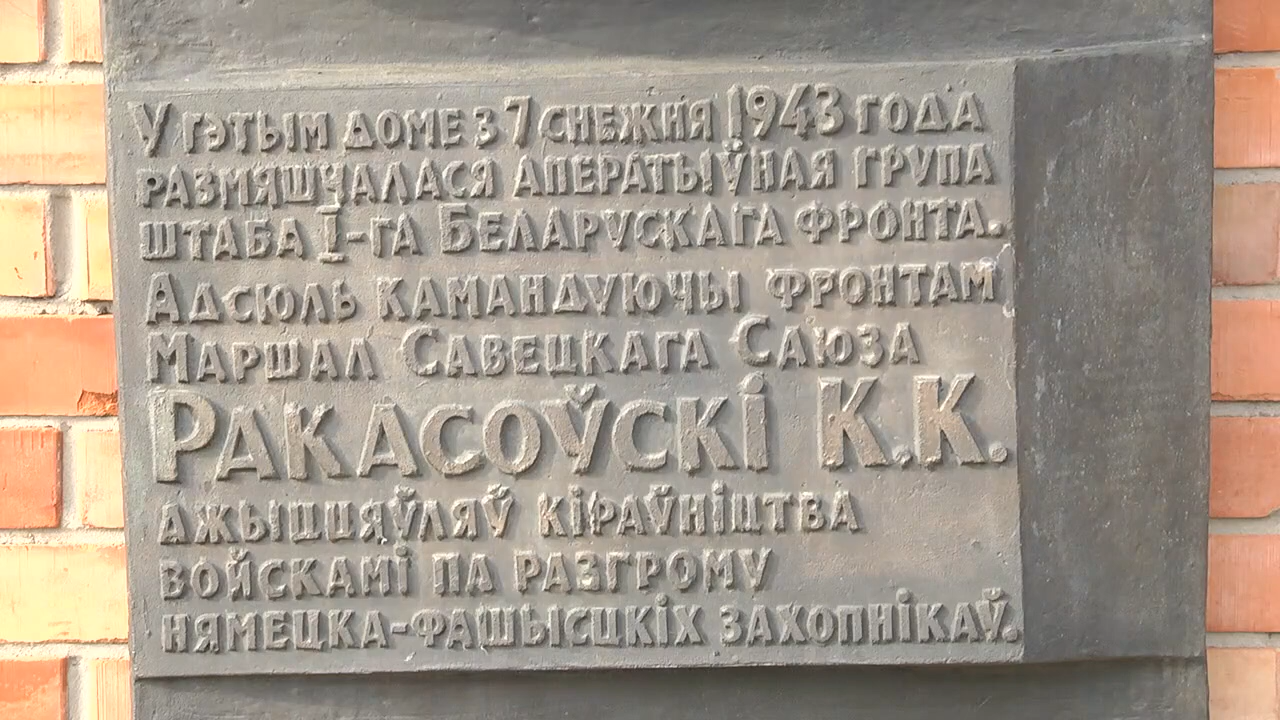 У гэтым доме з 7 снежня 1943 года
размяшчалася аператыўная група
штаба I-га Беларускага фронта.
Адсюль камандуючы фронтам
Маршал Савецкага Саюза
Ракасоўскі К.К.
ажыццяўляў кіраўніцтва
войскамі па разгрому
нямецка-фашысцкіх захопнікаў.